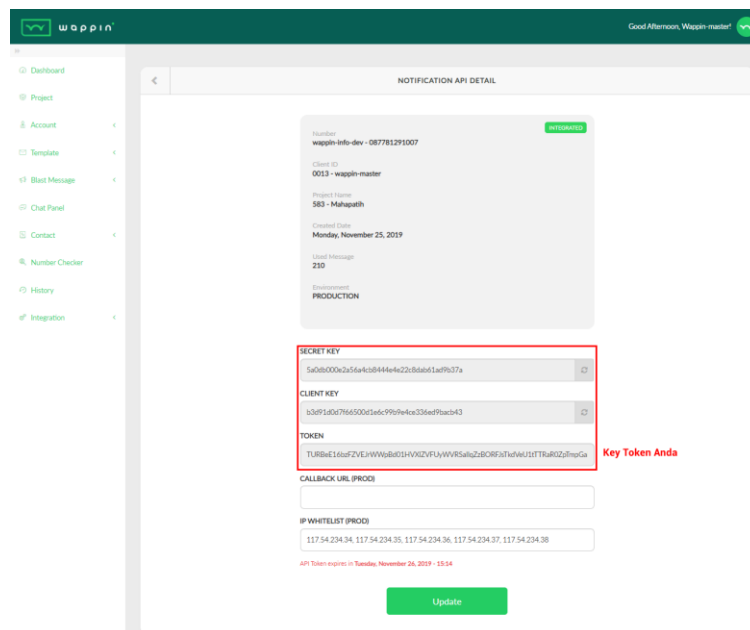 wappin
Good Afternoon, Wappin-master!
Dashboard
Project
Account
Template
Blast Message
Chat Panel
Contact
Number Checker
History
Integration
NOTIFICATION API DETAIL
INTEGRATED
Number
wappin-info-dev - 087781291007
Client ID
0013 - wappin-master
Project Name
583 - Mahapatih
Created Date
Monday, November 25, 2019
Used Message
210
Environment
PRODUCTION
SECRET KEY
5a0db000e2a56a4cb8444e4e22c8dab61ad9b37a
CLIENT KEY
b3d91d0d7f66500d1e6c99b9e4ce336ed9bacb43
TOKEN
Key Token Anda
CALLBACK URL (PROD)
IP WHITELIST (PROD)
117.54.234.34, 117.54.234.35, 117.54.234.36, 117.54.234.37, 117.54.234.38
API Token expires in Tuesday, November 26, 2019 - 15:14
Update